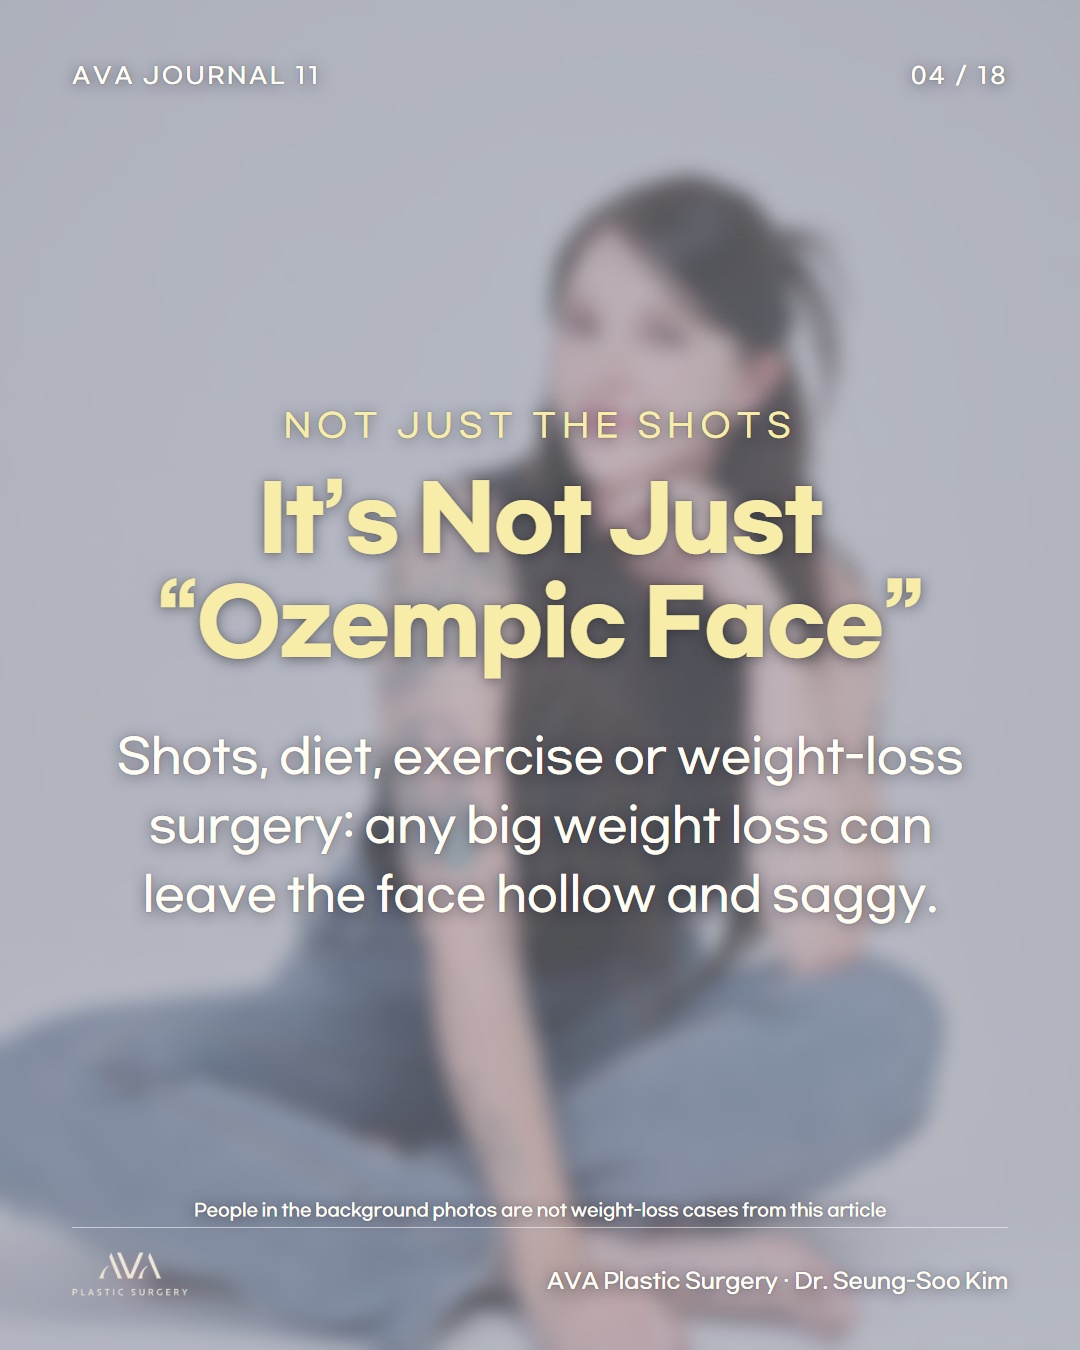 AVA JOURNAL 11
04 / 18
NOT JUST THE SHOTS
It’s Not Just
“Ozempic Face”
Shots, diet, exercise or weight-loss
surgery: any big weight loss can
leave the face hollow and saggy.
People in the background photos are not weight-loss cases from this article
AVA
PLASTIC SURGERY
AVA Plastic Surgery · Dr. Seung-Soo Kim